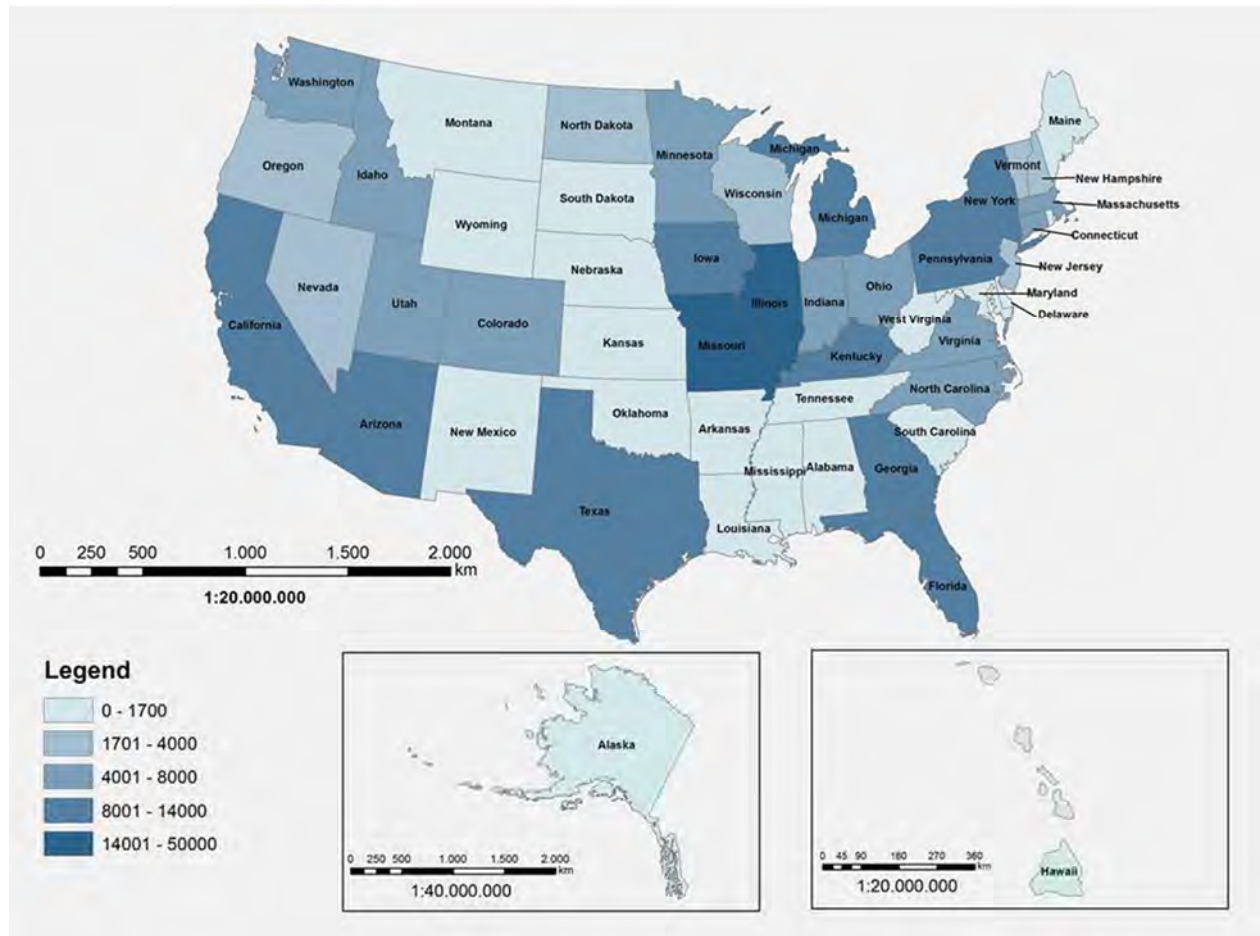 Washington
Montana
North Dakota
Minnesota
Michigan
Maine
Vermont
New Hampshire
Oregon
Idaho
South Dakota
Wisconsin
Michigan
New York
Massachusetts
Wyoming
Connecticut
Iowa
Pennsylvania
Nebraska
New Jersey
Nevada
Utah
Colorado
Illinois
Indiana
Ohio
Maryland
Delaware
West Virginia
California
Kansas
Missouri
Kentucky
Virginia
North Carolina
Tennessee
Arizona
New Mexico
Oklahoma
Arkansas
South Carolina
Mississippi
Alabama
Georgia
Texas
Louisiana
Florida
0 250 500 1.000 1.500 2.000
km
1:20.000.000
Legend
0 - 1700
1701 - 4000
4001 - 8000
8001 - 14000
14001 - 50000
Alaska
0 250 500 1.000 1.500 2.000
km
1:40.000.000
Hawaii
0 45 90 180 270 360
km
1:20.000.000